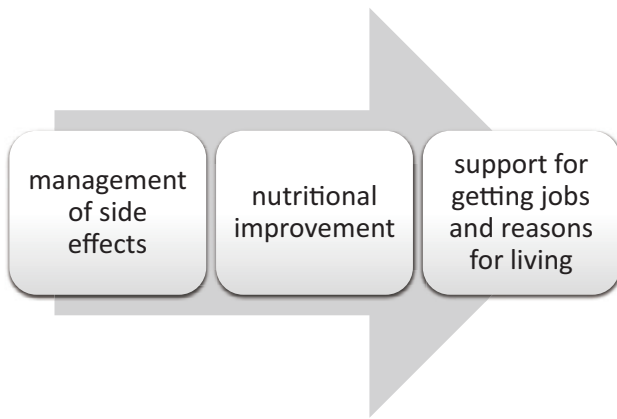 management
of side
effects
nutritional
improvement
support for
getting jobs
and reasons
for living